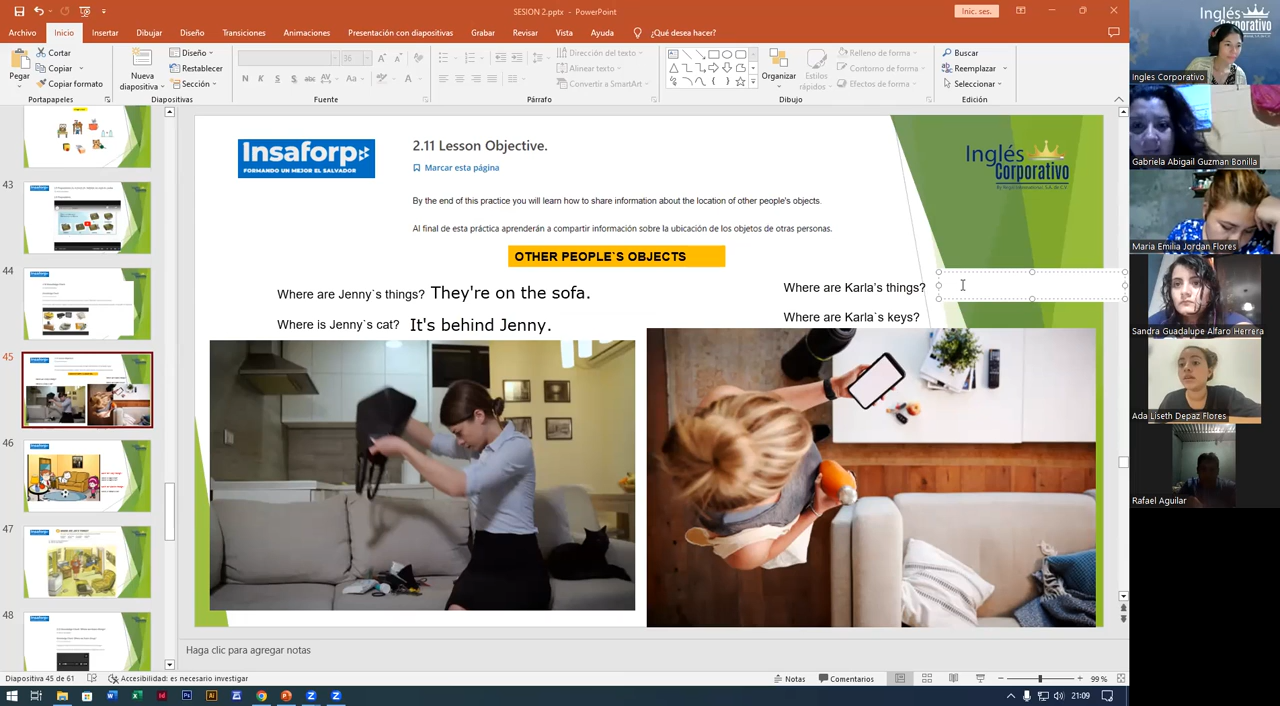 SESION 2.pptx - PowerPoint
Inic. ses.
Archivo Inicio Insertar Dibujar Diseño Transiciones Animaciones Presentación con diapositivas Grabar Revisar Vista Ayuda ¿Qué desea hacer?
Pegar
Cortar
Copiar
Copiar formato
Portapapeles
Nueva diapositiva
Diseño
Restablecer
Sección
Diapositivas
36
N K S S abc AV Aa A
Fuente
Dirección del texto
Alinear texto
Convertir a SmartArt
Párrafo
Organizar
Estilos rápidos
Relleno de forma
Contorno de forma
Efectos de forma
Dibujo
Buscar
Reemplazar
Seleccionar
Edición
43
44
45
46
47
48
Insaforp
FORMANDO UN MEJOR EL SALVADOR
2.11 Lesson Objective.
Marcar esta página
Inglés
Corporativo
By the end of this practice you will learn how to share information about the location of other people's objects.
Al final de esta práctica aprenderán a compartir información sobre la ubicación de los objetos de otras personas.
OTHER PEOPLE`S OBJECTS
Where are Jenny`s things? They're on the sofa.
Where is Jenny`s cat? It's behind Jenny.
Where are Karla's things?
Where are Karla`s keys?
Haga clic para agregar notas
Diapositiva 45 de 61 Accesibilidad: es necesario investigar Notas Comentarios 99 %
21:09
Inglés
Corporativo
Ingles Corporativo
Gabriela Abigail Guzman Bonilla
Maria Emilia Jordan Flores
Sandra Guadalupe Alfaro Herrera
Ada Liseth Depaz Flores
Rafael Aguilar